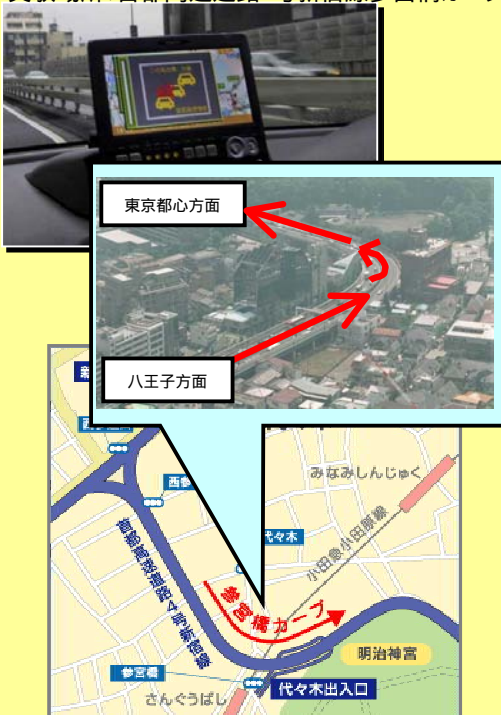 東京都心方面
八王子方面
新
西参
みなみしんじゅく
代々木
小田急小田原線
首都高速道路4号新宿線
参宮橋カーブ
明治神宮
参宮橋
代々木出入口
さんぐうばし